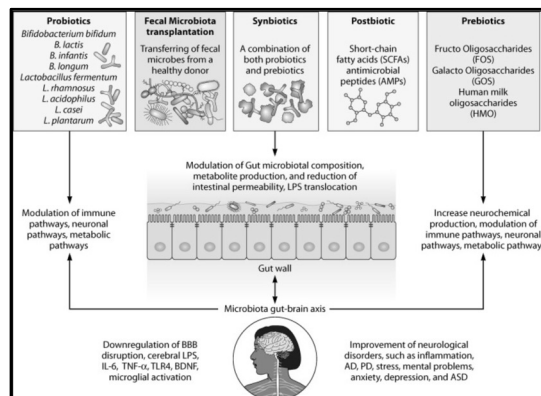 Probiotics
Bifidobacterium bifidum
B. lactis
B. infantis
B. longum
Lactobacillus fermentum
L. rhamnosus
L. acidophilus
L. casei
L. plantarum
Fecal Microbiota
transplantation
Transferring of fecal
microbes from a
healthy donor
Synbiotics
A combination of
both probiotics
and prebiotics
Postbiotic
Short-chain
fatty acids (SCFAs)
antimicrobial
peptides (AMPs)
Prebiotics
Fructo Oligosaccharides
(FOS)
Galacto Oligosaccharides
(GOS)
Human milk
oligosaccharides
(HMO)
Modulation of Gut microbial composition,
metabolite production, and reduction of
intestinal permeability, LPS translocation
Modulation of immune
pathways, neuronal
pathways, metabolic
pathways
Increase neurochemical
production, modulation of
immune pathways, neuronal
pathways, metabolic pathway
Gut wall
Microbiota gut-brain axis
Downregulation of BBB
disruption, cerebral LPS,
IL-6, TNF-α, TLR4, BDNF,
microglial activation
Improvement of neurological
disorders, such as inflammation,
AD, PD, stress, mental problems,
anxiety, depression, and ASD